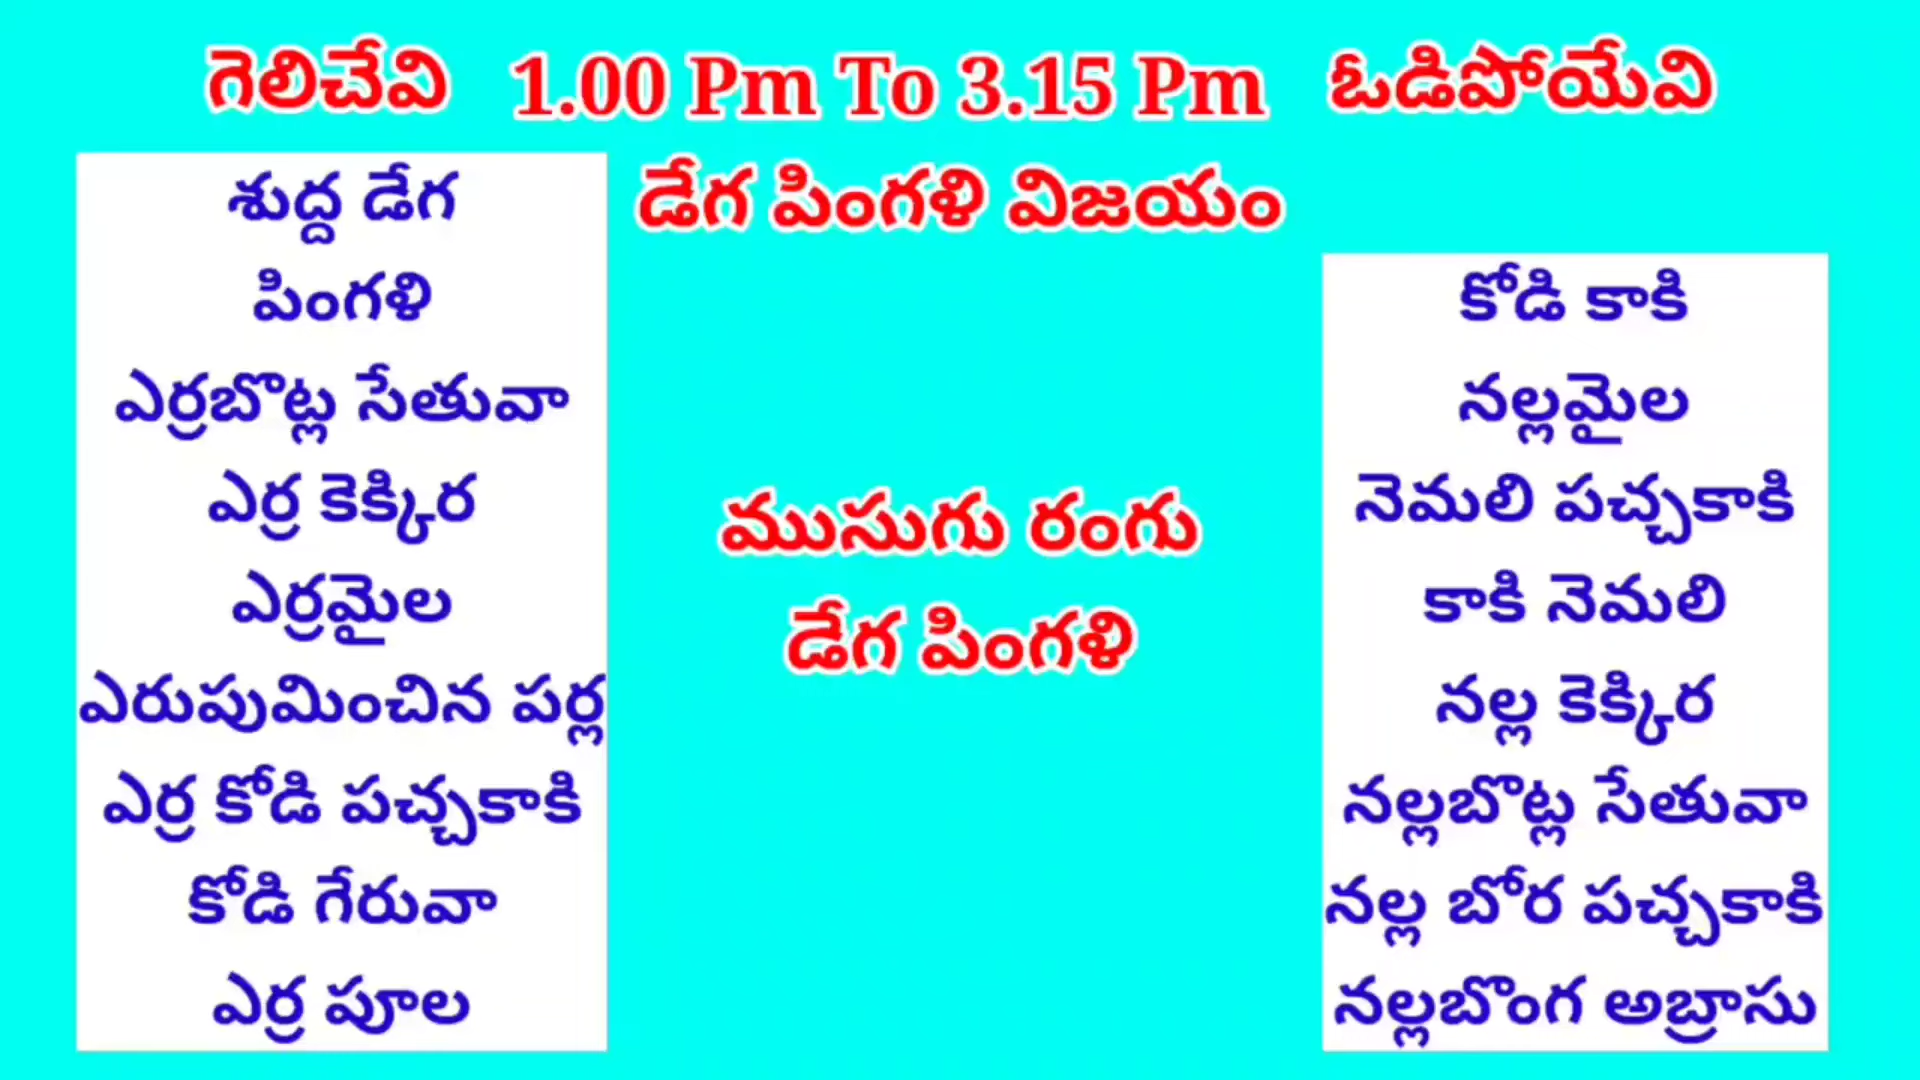 గెలిచేవి 1.00 Pm To 3.15 Pm ఓడిపోయేవి
డేగ పింగళి విజయం
శుద్ద డేగ
పింగళి
ఎర్రబొట్ల సేతువా
ఎర్ర కెక్కిర
ఎర్రమైల
ఎరుపుమించిన పర్ల
ఎర్ర కోడి పచ్చకాకి
కోడి గేరువా
ఎర్ర పూల
ముసుగు రంగు
డేగ పింగళి
కోడి కాకి
నల్లమైల
నెమలి పచ్చకాకి
కాకి నెమలి
నల్ల కెక్కిర
నల్లబొట్ల సేతువా
నల్ల బోర పచ్చకాకి
నల్లబొంగ అబ్రాసు